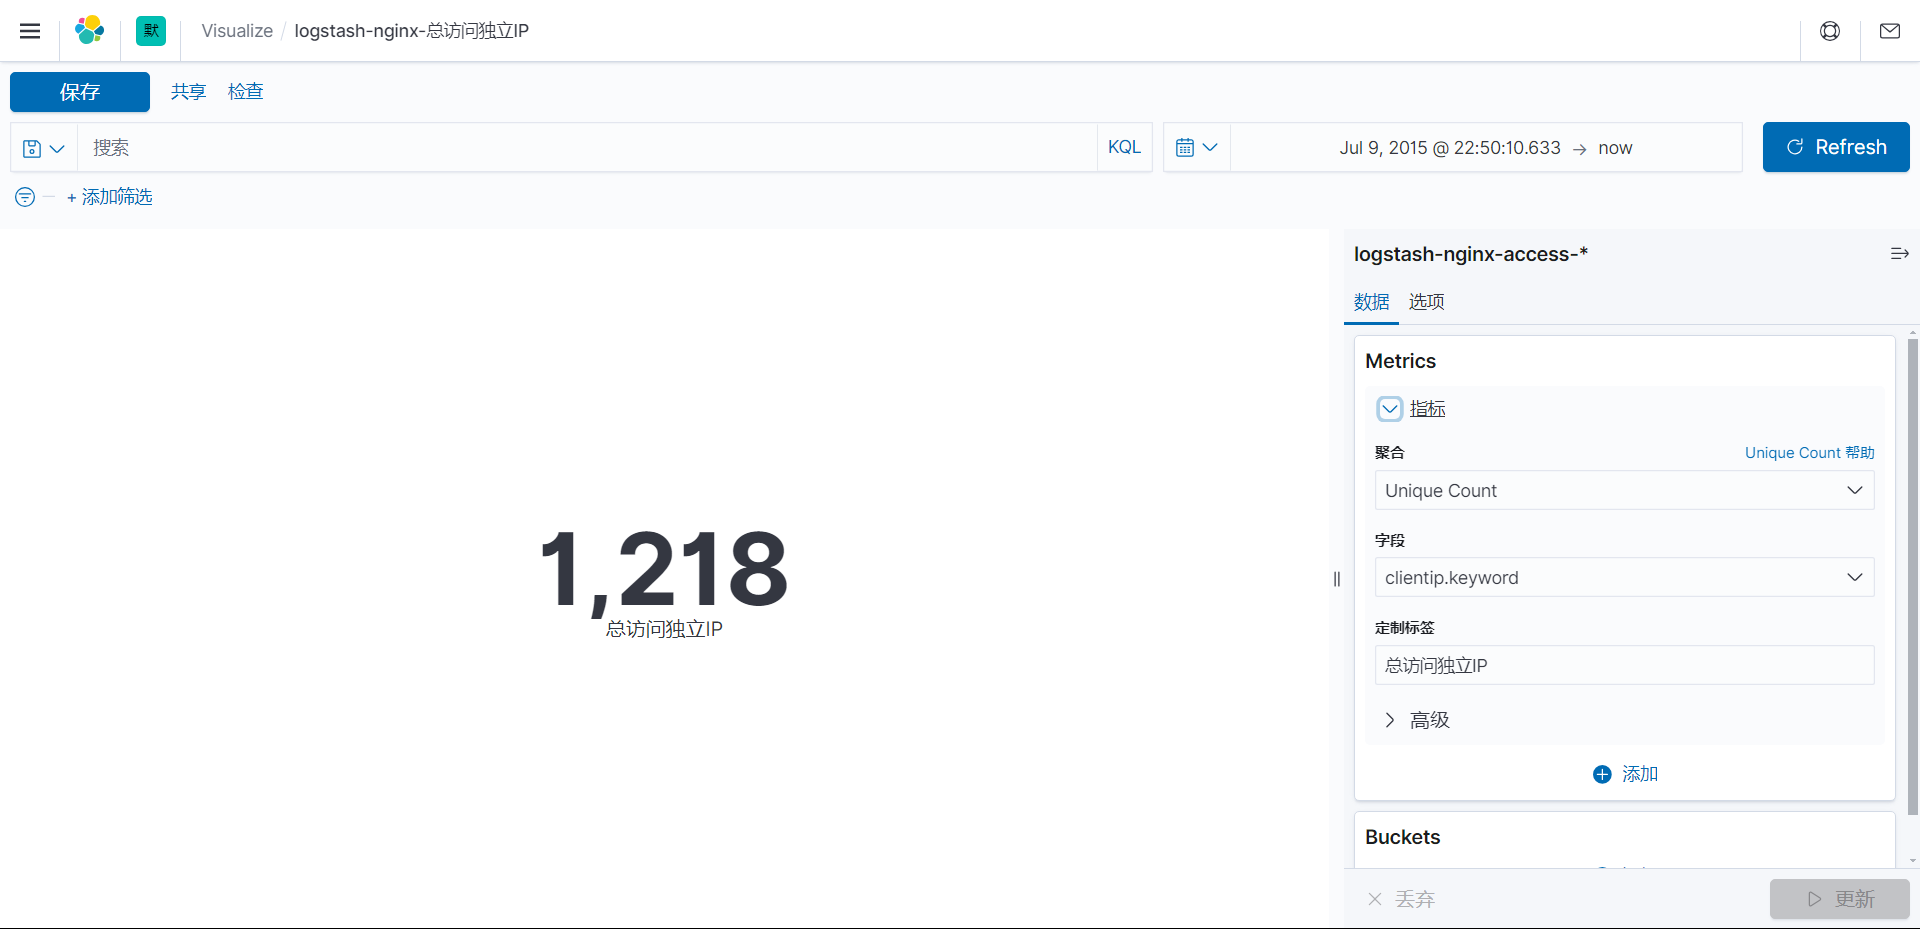 默
Visualize / logstash-nginx-总访问独立IP
保存 共享 检查
搜索 KQL
Jul 9, 2015 @ 22:50:10.633 → now
Refresh
+ 添加筛选
1,218
总访问独立IP
logstash-nginx-access-*
数据 选项
Metrics
指标
聚合 Unique Count 帮助
Unique Count
字段
clientip.keyword
定制标签
总访问独立IP
高级
添加
Buckets
丢弃 更新